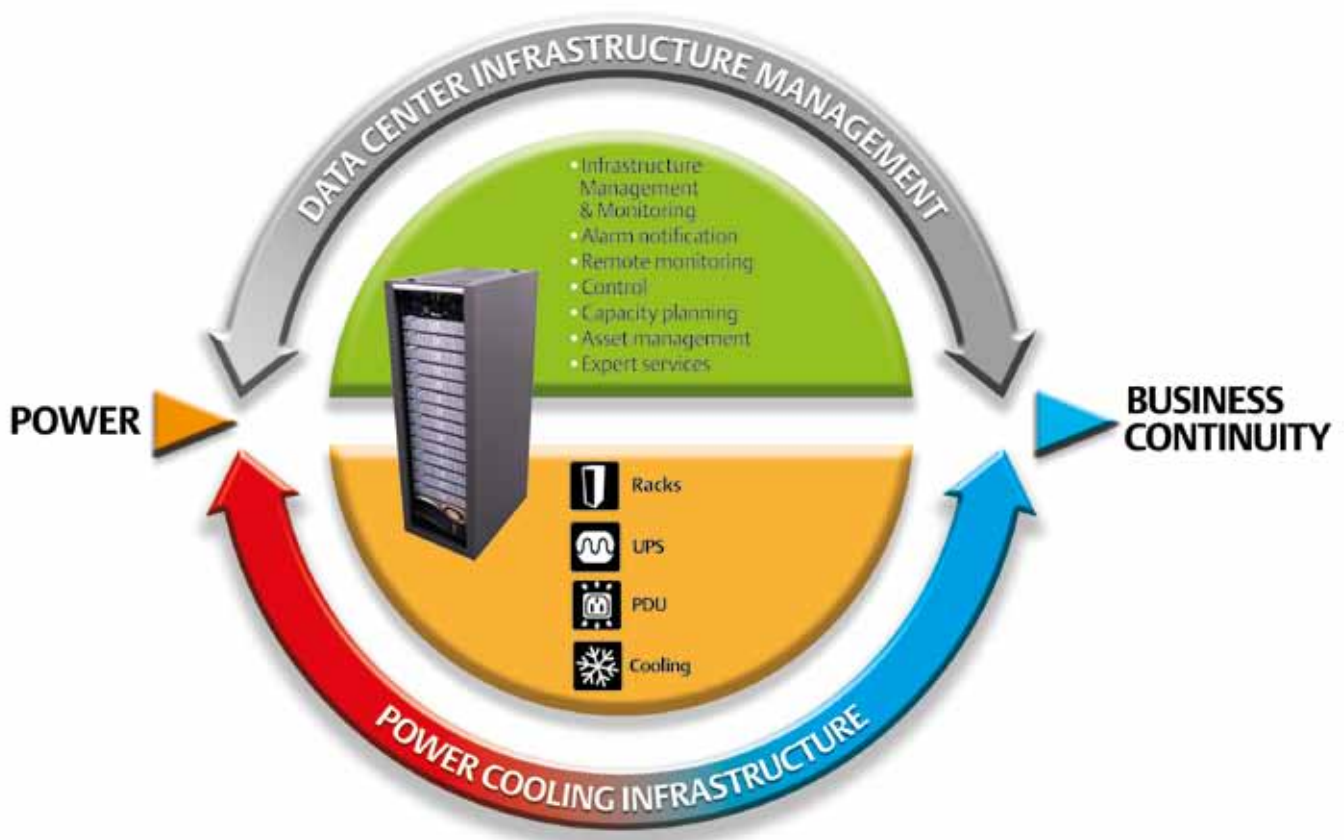 DATA CENTER INFRASTRUCTURE MANAGEMENT
• Infrastructure
Management
& Monitoring
• Alarm notification
• Remote monitoring
• Control
• Capacity planning
• Asset management
• Expert services
POWER
BUSINESS
CONTINUITY
Racks
UPS
PDU
Cooling
POWER COOLING INFRASTRUCTURE